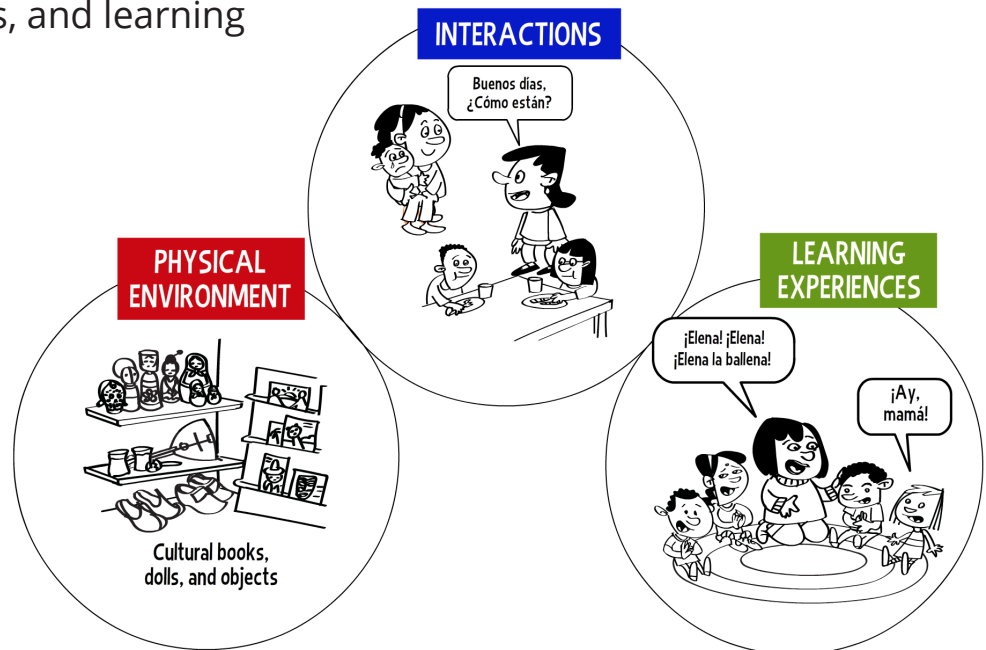 s, and learning
INTERACTIONS
Buenos días,
¿Cómo están?
PHYSICAL
ENVIRONMENT
Cultural books,
dolls, and objects
LEARNING
EXPERIENCES
¡Elena! ¡Elena!
¡Elena la ballena!
¡Ay,
mamá!